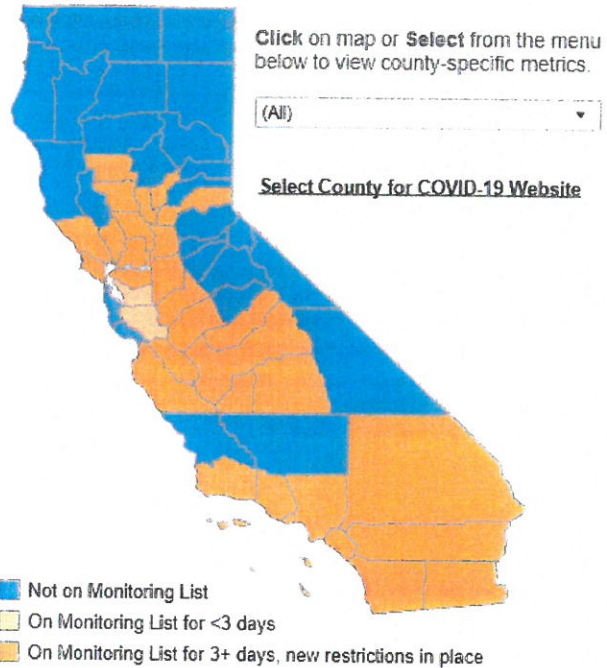 Click on map or Select from the menu
below to view county-specific metrics.
(All)
Select County for COVID-19 Website
Not on Monitoring List
On Monitoring List for <3 days
On Monitoring List for 3+ days, new restrictions in place